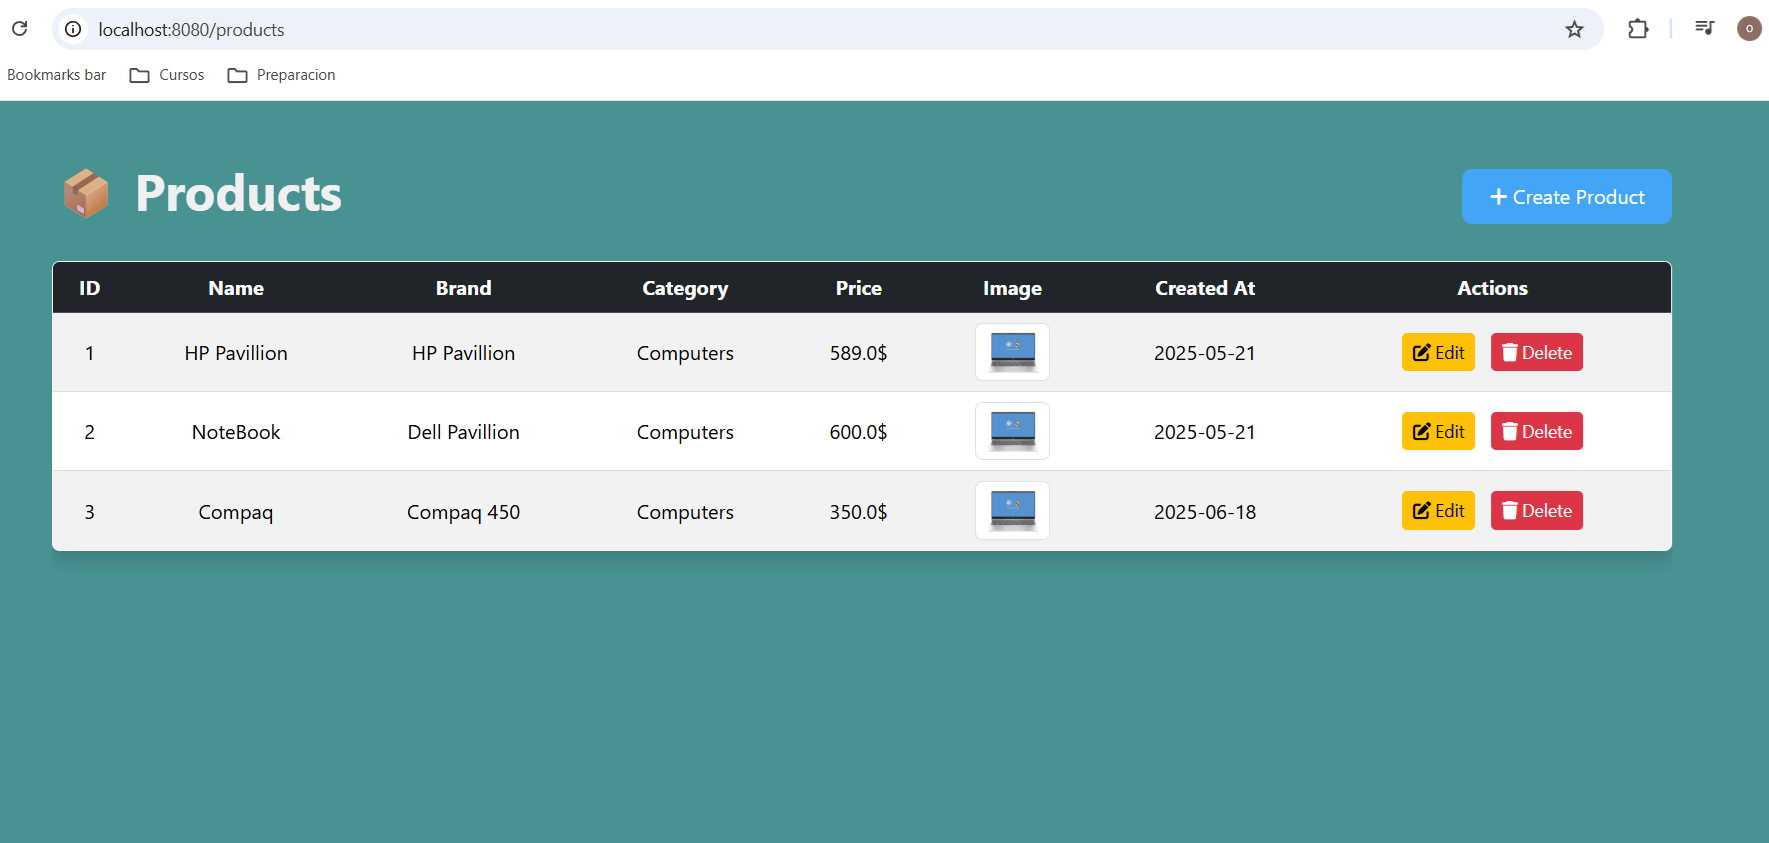 localhost:8080/products
O
Bookmarks bar Cursos Preparacion
Products
Create Product
ID Name Brand Category Price Image Created At Actions
1 HP Pavillion HP Pavillion Computers 589.0$ 2025-05-21 Edit Delete
2 NoteBook Dell Pavillion Computers 600.0$ 2025-05-21 Edit Delete
3 Compaq Compaq 450 Computers 350.0$ 2025-06-18 Edit Delete